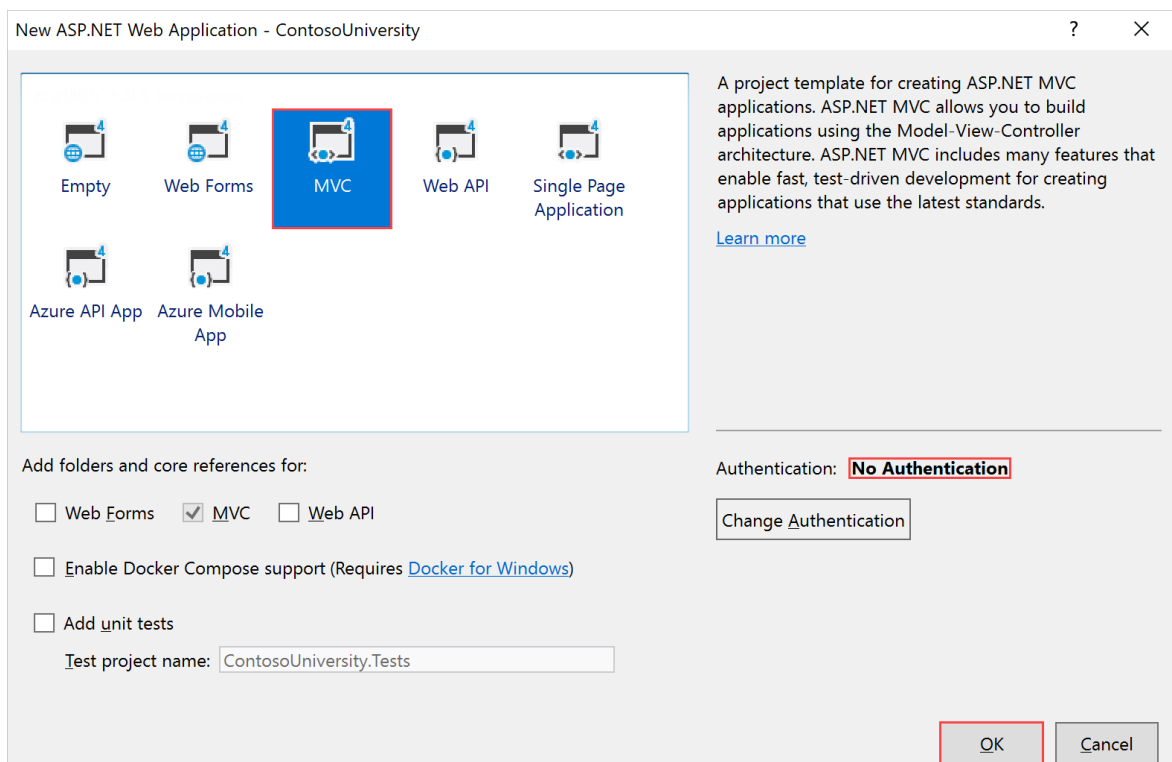 New ASP.NET Web Application - ContosoUniversity
?
4
Empty
4
Web Forms
4
MVC
4
Web API
4
Single Page
Application
4
Azure API App
4
Azure Mobile
App
A project template for creating ASP.NET MVC
applications. ASP.NET MVC allows you to build
applications using the Model-View-Controller
architecture. ASP.NET MVC includes many features that
enable fast, test-driven development for creating
applications that use the latest standards.
Learn more
Add folders and core references for:
Web Forms MVC Web API
Enable Docker Compose support (Requires Docker for Windows)
Add unit tests
Test project name: ContosoUniversity.Tests
Authentication: No Authentication
Change Authentication
OK Cancel